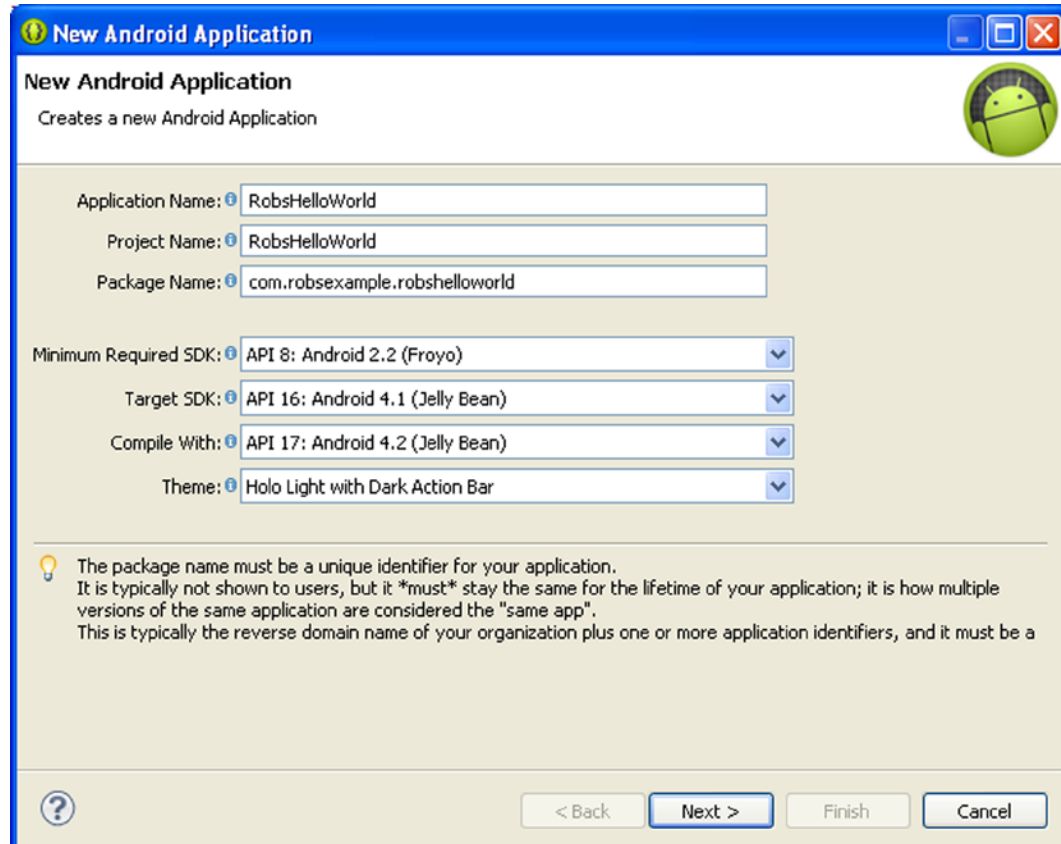 New Android Application
New Android Application
Creates a new Android Application
Application Name: RobsHelloWorld
Project Name: RobsHelloWorld
Package Name: com.robsexample.robshelloworld
Minimum Required SDK: API 8: Android 2.2 (Froyo)
Target SDK: API 16: Android 4.1 (Jelly Bean)
Compile With: API 17: Android 4.2 (Jelly Bean)
Theme: Holo Light with Dark Action Bar
The package name must be a unique identifier for your application.
It is typically not shown to users, but it *must* stay the same for the lifetime of your application; it is how multiple
versions of the same application are considered the "same app".
This is typically the reverse domain name of your organization plus one or more application identifiers, and it must be a
? < Back Next > Finish Cancel